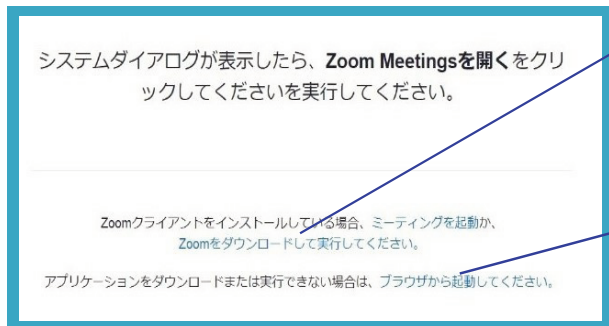 システムダイアログが表示したら、Zoom Meetingsを開くをクリ
ックしてくださいを実行してください。
Zoomクライアントをインストールしている場合、ミーティングを起動か、
Zoomをダウンロードして実行してください。
アプリケーションをダウンロードまたは実行できない場合は、ブラウザから起動してください。